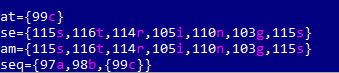 at={99c}
se={115s,116t,114r,105i,110n,103g,115s}
am={115s,116t,114r,105i,110n,103g,115s}
seq={97a,98b,{99c}}